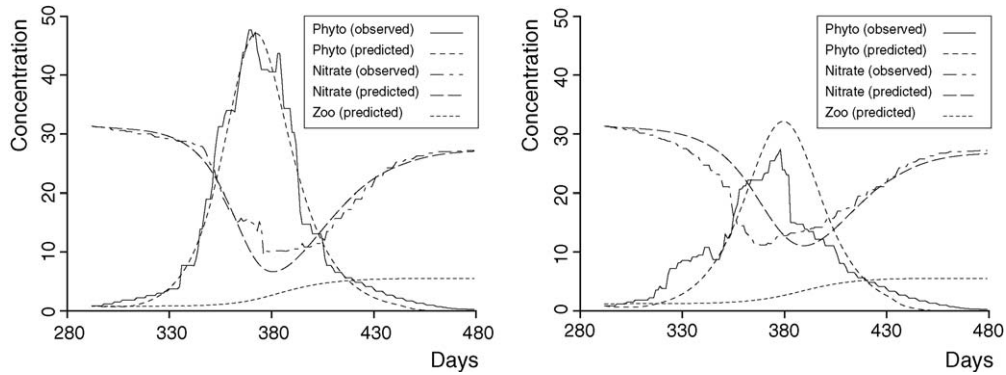 Concentration
50
40
30
20
10
0
Phyto (observed)
Phyto (predicted)
Nitrate (observed)
Nitrate (predicted)
Zoo (predicted)
280 330 380 430 480
Days
Concentration
50
40
30
20
10
0
Phyto (observed)
Phyto (predicted)
Nitrate (observed)
Nitrate (predicted)
Zoo (predicted)
280 330 380 430 480
Days